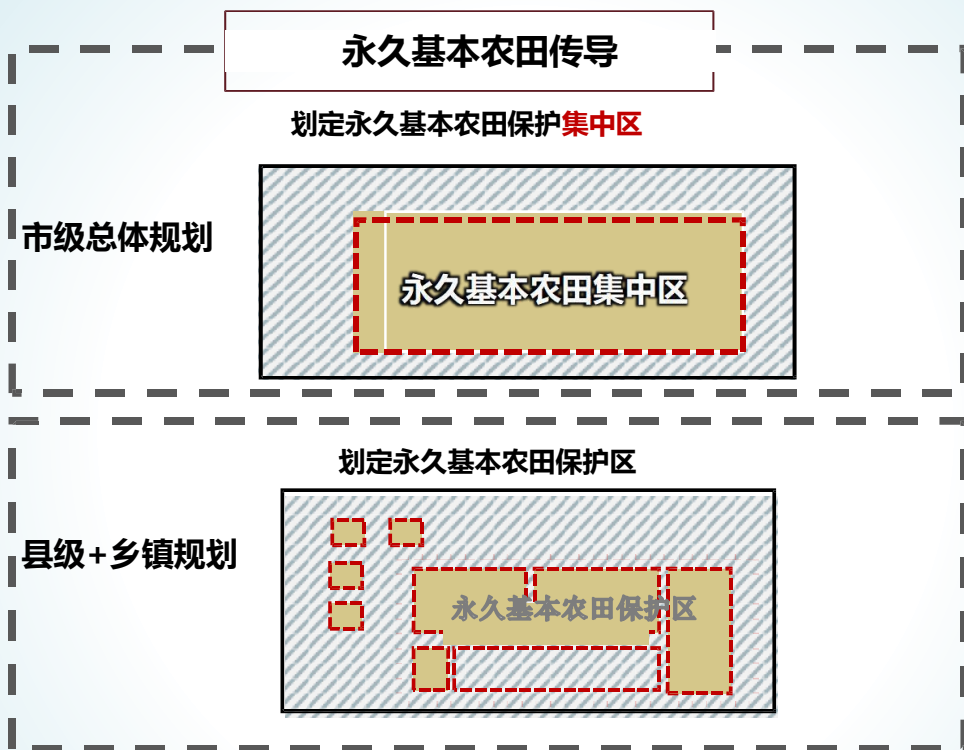 永久基本农田传导
划定永久基本农田保护集中区
市级总体规划
永久基本农田集中区
划定永久基本农田保护区
县级+乡镇规划
永久基本农田保护区